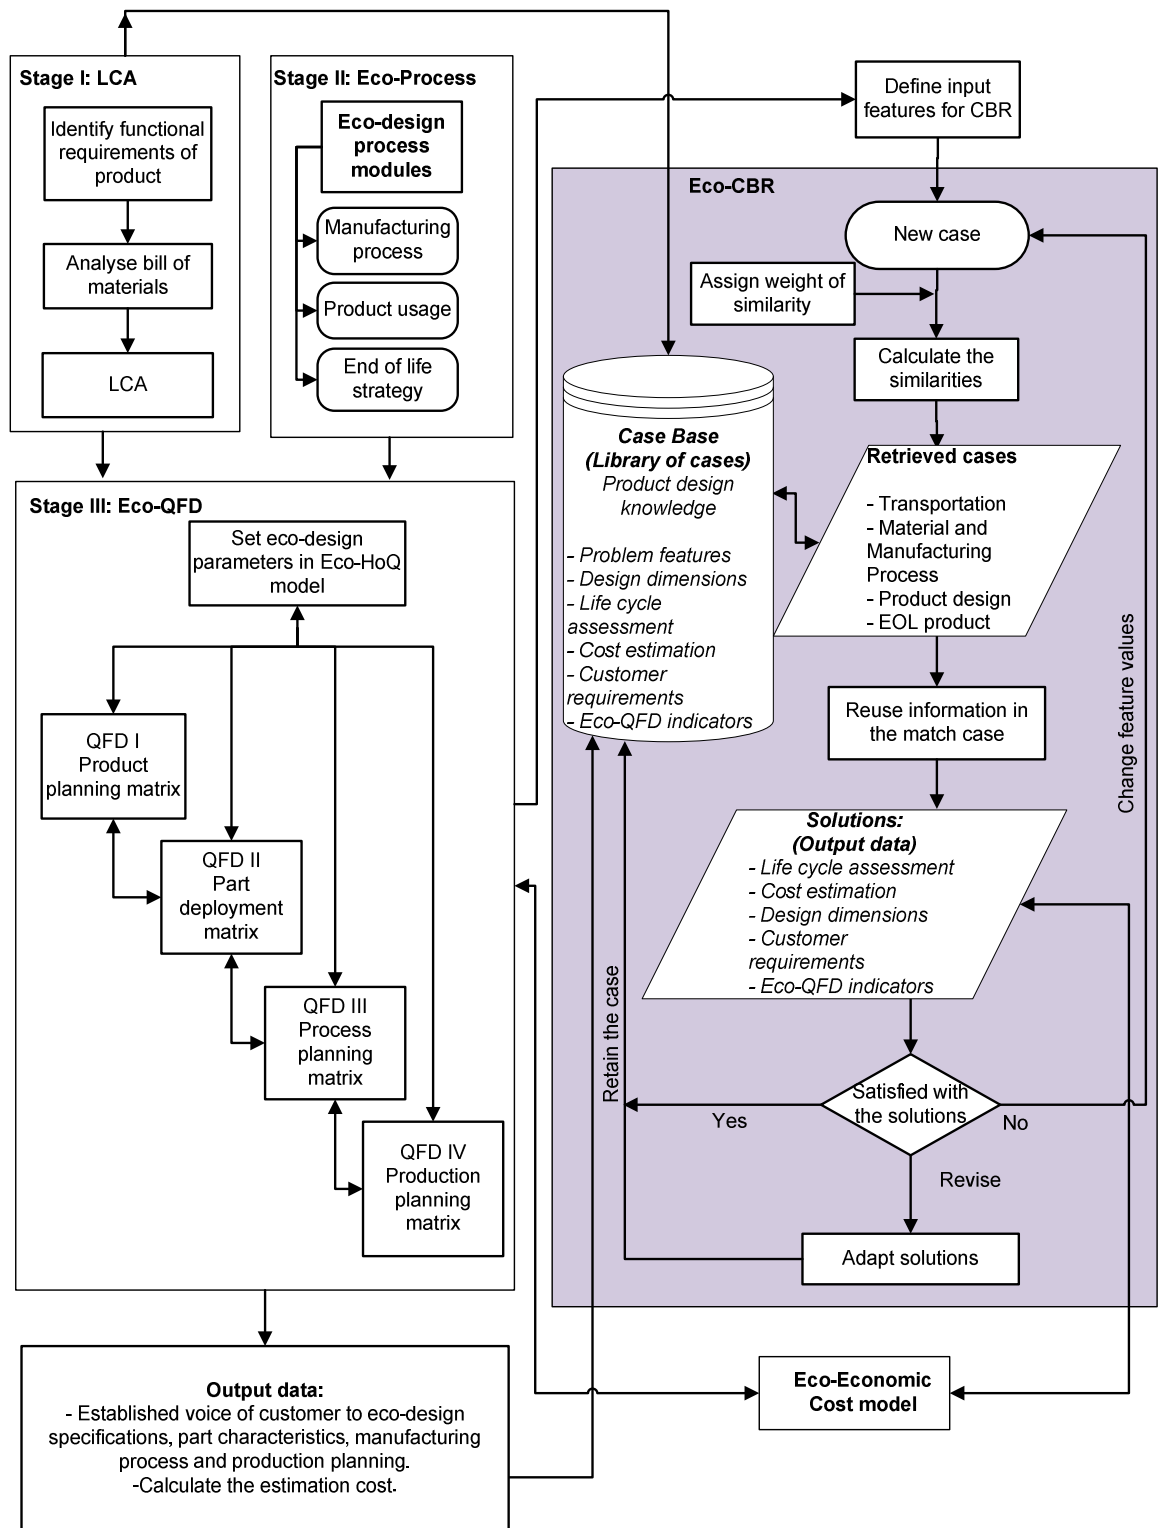 Stage I: LCA
Identify functional
requirements of
product
Analyse bill of
materials
LCA
Stage II: Eco-Process
Eco-design
process
modules
Manufacturing
process
Product usage
End of life
strategy
Stage III: Eco-QFD
Set eco-design
parameters in Eco-HoQ
model
QFD I
Product
planning matrix
QFD II
Part
deployment
matrix
QFD III
Process
planning
matrix
QFD IV
Production
planning
matrix
Output data:
- Established voice of customer to eco-design
specifications, part characteristics, manufacturing
process and production planning.
-Calculate the estimation cost.
Define input
features for CBR
Eco-CBR
New case
Assign weight of
similarity
Calculate the
similarities
Case Base
(Library of cases)
Product design
knowledge
- Problem features
- Design dimensions
- Life cycle
assessment
- Cost estimation
- Customer
requirements
- Eco-QFD indicators
Retrieved cases
- Transportation
- Material and
Manufacturing
Process
- Product design
- EOL product
Reuse information in
the match case
Change feature values
Solutions:
(Output data)
- Life cycle assessment
- Cost estimation
- Design dimensions
- Customer
requirements
- Eco-QFD indicators
Retain the case
Satisfied with
the solutions
Yes
No
Revise
Adapt solutions
Eco-Economic
Cost model